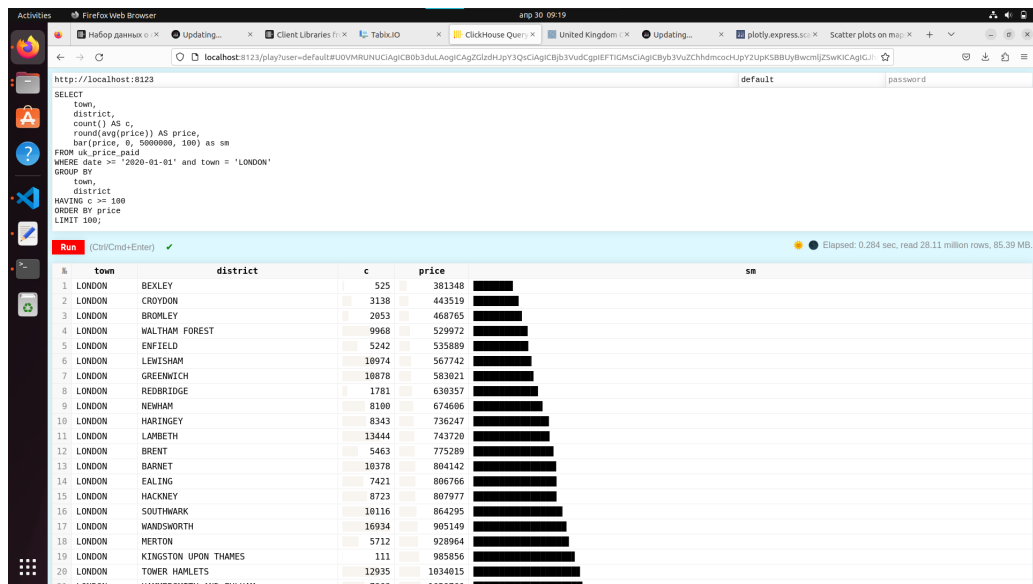 Activities
Firefox Web Browser
апр 30 09:19
Набор данных о
Updating...
Client Libraries fr
Tabix.IO
ClickHouse Query
United Kingdom
Updating...
plotly.express.sca
Scatter plots on map
http://localhost:8123
default
password
SELECT
town,
district,
count() AS c,
round(avg(price)) AS price,
bar(price, 0, 5000000, 100) as sm
FROM uk_price_paid
WHERE date >= '2020-01-01' and town = 'LONDON'
GROUP BY
town,
district
HAVING c >= 100
ORDER BY price
LIMIT 100;
Run (Ctrl/Cmd+Enter) ✔
Elapsed: 0.284 sec, read 28.11 million rows, 85.39 MB.
№ town district c price sm
1 LONDON BEXLEY 525 381348
2 LONDON CROYDON 3138 443519
3 LONDON BROMLEY 2053 468765
4 LONDON WALTHAM FOREST 9968 529972
5 LONDON ENFIELD 5242 535889
6 LONDON LEWISHAM 10974 567742
7 LONDON GREENWICH 10878 583021
8 LONDON REDBRIDGE 1781 630357
9 LONDON NEWHAM 8100 674606
10 LONDON HARINGEY 8343 736247
11 LONDON LAMBETH 13444 743720
12 LONDON BRENT 5463 775289
13 LONDON BARNET 10378 804142
14 LONDON EALING 7421 806766
15 LONDON HACKNEY 8723 807977
16 LONDON SOUTHWARK 10116 864295
17 LONDON WANDSWORTH 16934 905149
18 LONDON MERTON 5712 928964
19 LONDON KINGSTON UPON THAMES 111 985856
20 LONDON TOWER HAMLETS 12935 1034015